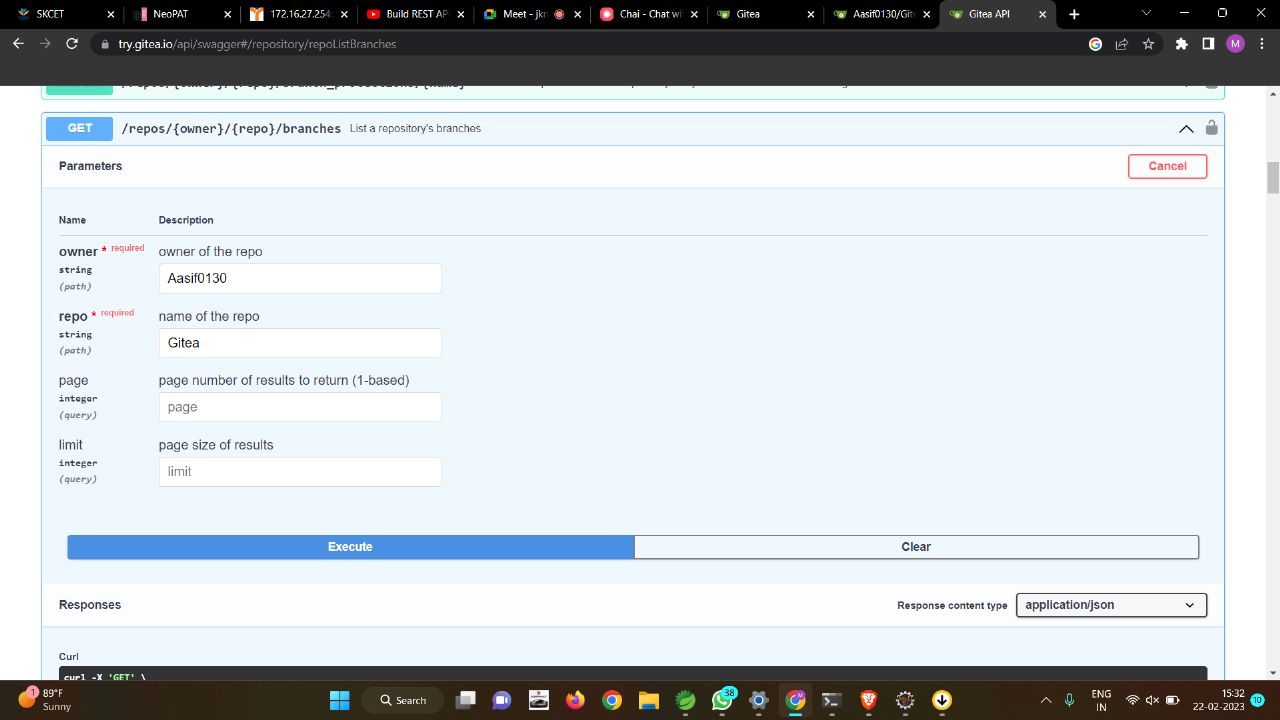 SKCET
NeoPAT
172.16.27.254:
Build REST API
Meet - jkr
Chai - Chat wit
Gitea
Aasif0130/Gite
Gitea API
try.gitea.io/api/swagger#/repository/repoListBranches
M
GET /repos/{owner}/{repo}/branches List a repository's branches
Parameters
Cancel
Name Description
owner * required owner of the repo
string
(path)
Aasif0130
repo * required name of the repo
string
(path)
Gitea
page page number of results to return (1-based)
integer
(query)
page
limit page size of results
integer
(query)
limit
Execute Clear
Responses Response content type application/json
Curl
curl -X 'GET' \
1
89°F
Sunny
Search
38
ENG
IN
15:32
22-02-2023
10